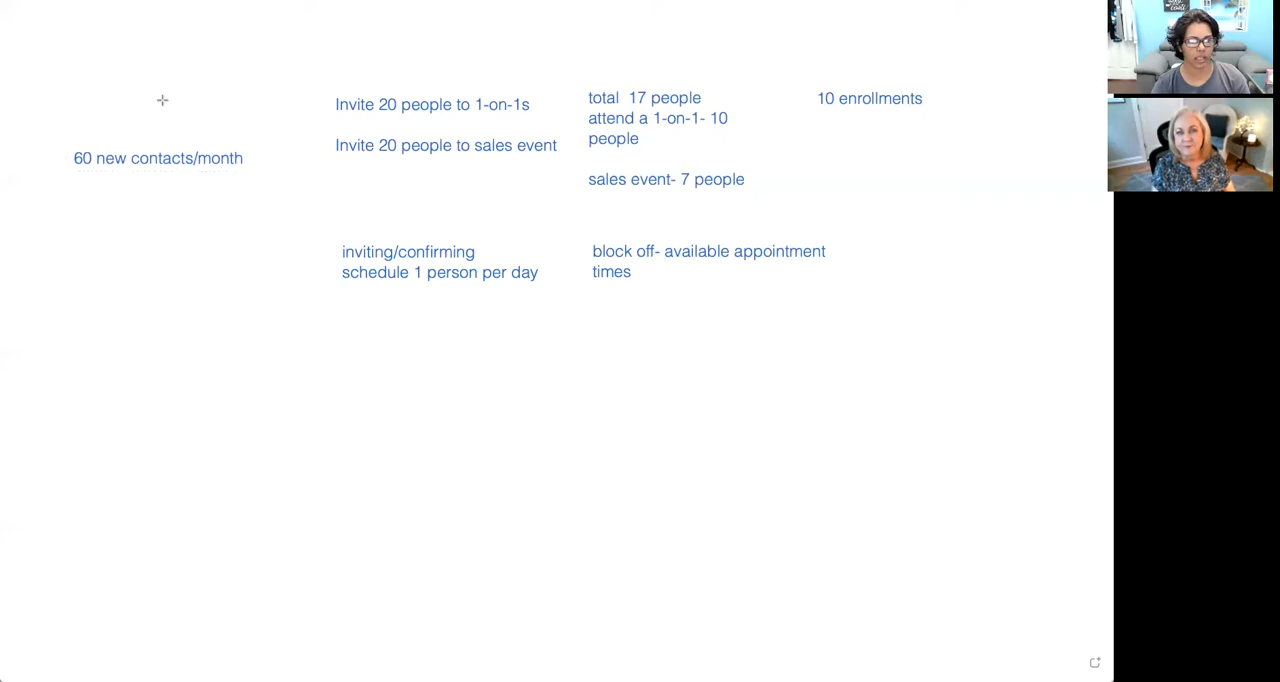 60 new contacts/month
Invite 20 people to 1-on-1s
Invite 20 people to sales event
total  17 people
attend a 1-on-1- 10
people
sales event- 7 people
10 enrollments
inviting/confirming
schedule 1 person per day
block off- available appointment
times